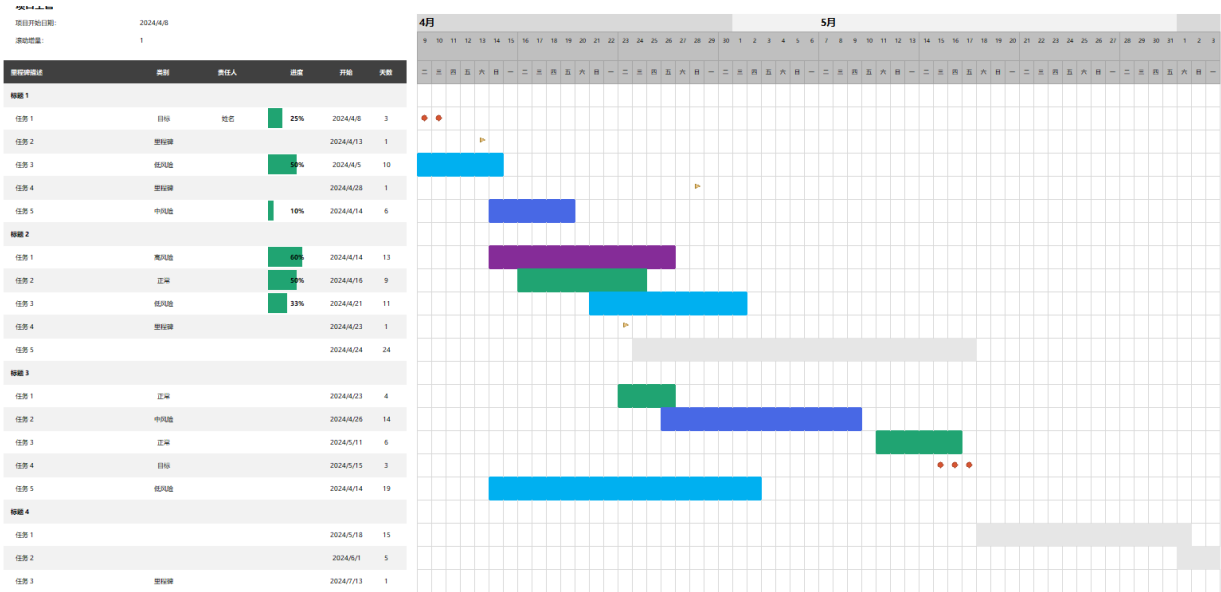 项目开始日期: 2024/4/8
滚动增量: 1
4月 5月
9 10 11 12 13 14 15 16 17 18 19 20 21 22 23 24 25 26 27 28 29 30 1 2 3 4 5 6 7 8 9 10 11 12 13 14 15 16 17 18 19 20 21 22 23 24 25 26 27 28 29 30 31 1 2 3
里程碑描述 类别 责任人 进度 开始 天数 二 三 四 五 六 日 一 二 三 四 五 六 日 一 二 三 四 五 六 日 一 二 三 四 五 六 日 一 二 三 四 五 六 日 一 二 三 四 五 六 日 一 二 三 四 五 六 日 一 二 三 四 五 六 日 一
标题 1
任务 1 目标 姓名 25% 2024/4/8 3
任务 2 里程碑 2024/4/13 1
任务 3 低风险 50% 2024/4/5 10
任务 4 里程碑 2024/4/28 1
任务 5 中风险 10% 2024/4/14 6
标题 2
任务 1 高风险 60% 2024/4/14 13
任务 2 正常 50% 2024/4/16 9
任务 3 低风险 33% 2024/4/21 11
任务 4 里程碑 2024/4/23 1
任务 5 2024/4/24 24
标题 3
任务 1 正常 2024/4/23 4
任务 2 中风险 2024/4/26 14
任务 3 正常 2024/5/11 6
任务 4 目标 2024/5/15 3
任务 5 低风险 2024/4/14 19
标题 4
任务 1 2024/5/18 15
任务 2 2024/6/1 5
任务 3 里程碑 2024/7/13 1